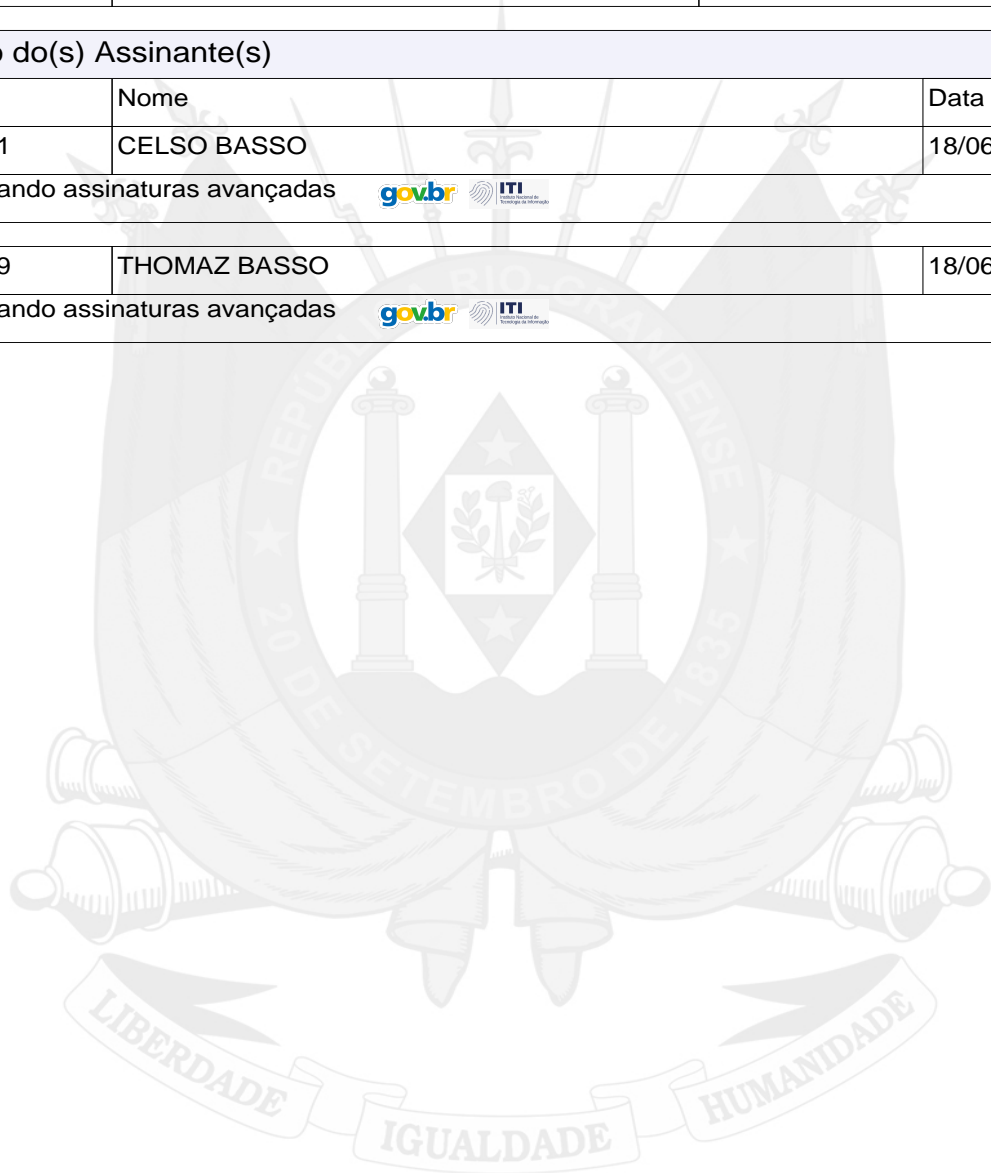 o do(s) Assinante(s)
Nome Data
1 CELSO BASSO 18/06
ando assinaturas avançadas gov.br ITI
9 THOMAZ BASSO 18/06
ando assinaturas avançadas gov.br ITI
REPÚBLICA RIO-GRANDENSE
20 DE SETEMBRO DE 1835
LIBERDADE IGUALDADE HUMANIDADE